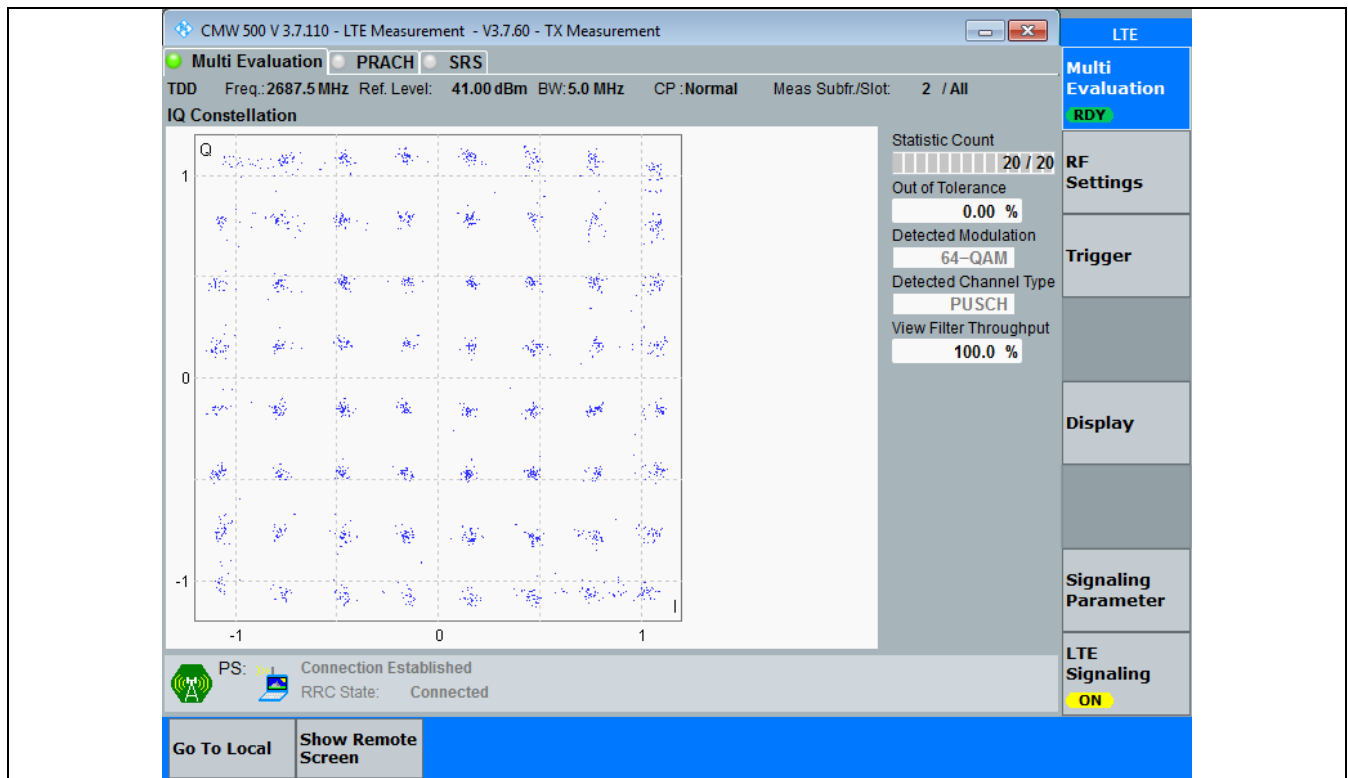 CMW 500 V 3.7.110 - LTE Measurement - V3.7.60 - TX Measurement
LTE
Multi Evaluation PRACH SRS
TDD Freq.:2687.5 MHz Ref. Level: 41.00 dBm BW:5.0 MHz CP :Normal Meas Subfr./Slot: 2 / All
IQ Constellation
Q
1
0
-1
I
-1 0 1
Statistic Count
20 / 20
Out of Tolerance
0.00 %
Detected Modulation
64-QAM
Detected Channel Type
PUSCH
View Filter Throughput
100.0 %
Multi
Evaluation
RDY
RF
Settings
Trigger
Display
Signaling
Parameter
LTE
Signaling
ON
PS:
Connection Established
RRC State: Connected
Go To Local
Show Remote
Screen